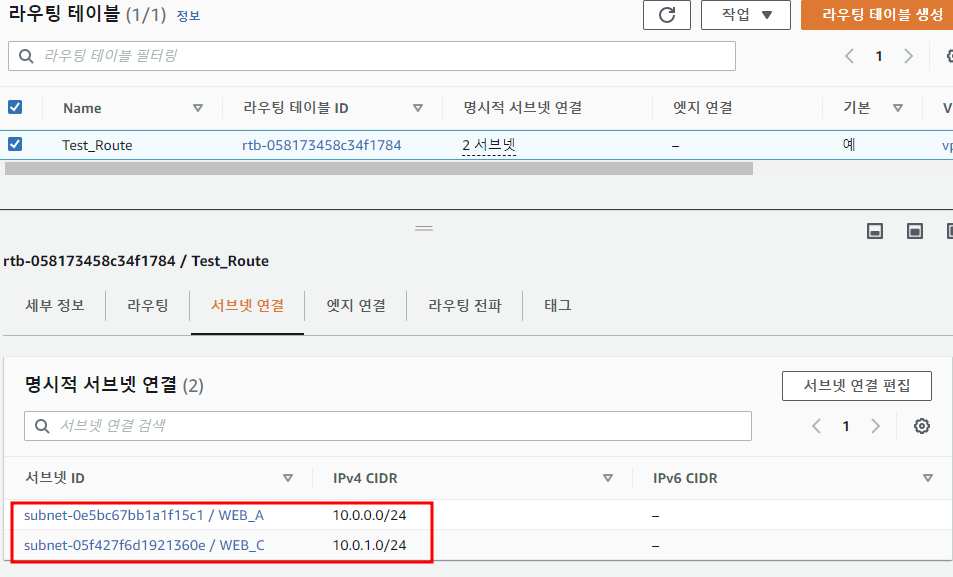 라우팅 테이블 (1/1) 정보
작업 ▼
라우팅 테이블 생성
라우팅 테이블 필터링
1
Name
라우팅 테이블 ID
명시적 서브넷 연결
엣지 연결
기본
V
Test_Route
rtb-058173458c34f1784
2 서브넷
–
예
vp
rtb-058173458c34f1784 / Test_Route
세부 정보
라우팅
서브넷 연결
엣지 연결
라우팅 전파
태그
명시적 서브넷 연결 (2)
서브넷 연결 편집
서브넷 연결 검색
1
서브넷 ID
IPv4 CIDR
IPv6 CIDR
subnet-0e5bc67bb1a1f15c1 / WEB_A 10.0.0.0/24 –
subnet-05f427f6d1921360e / WEB_C 10.0.1.0/24 –